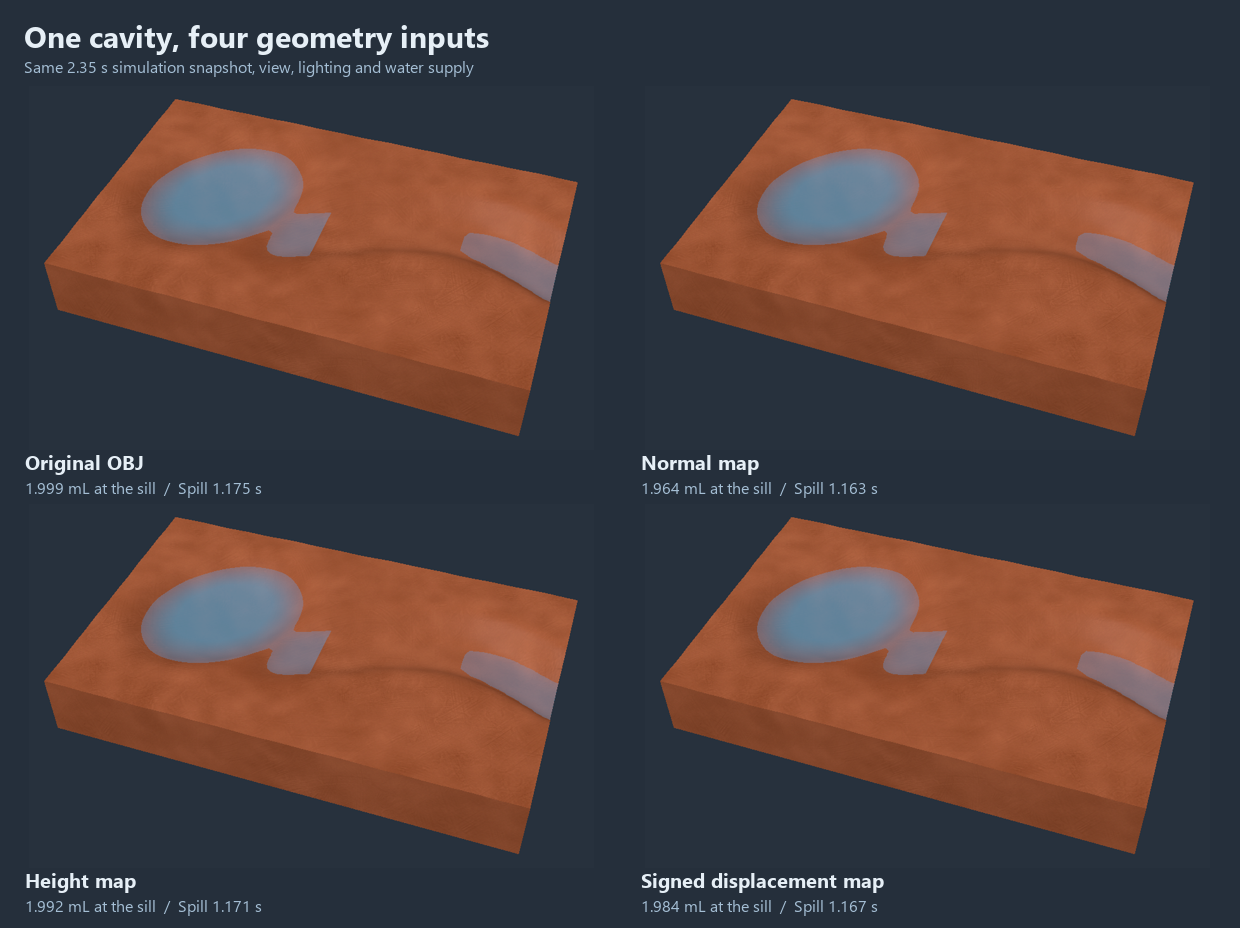 One cavity, four geometry inputs
Same 2.35 s simulation snapshot, view, lighting and water supply
Original OBJ
1.999 mL at the sill / Spill 1.175 s
Normal map
1.964 mL at the sill / Spill 1.163 s
Height map
1.992 mL at the sill / Spill 1.171 s
Signed displacement map
1.984 mL at the sill / Spill 1.167 s